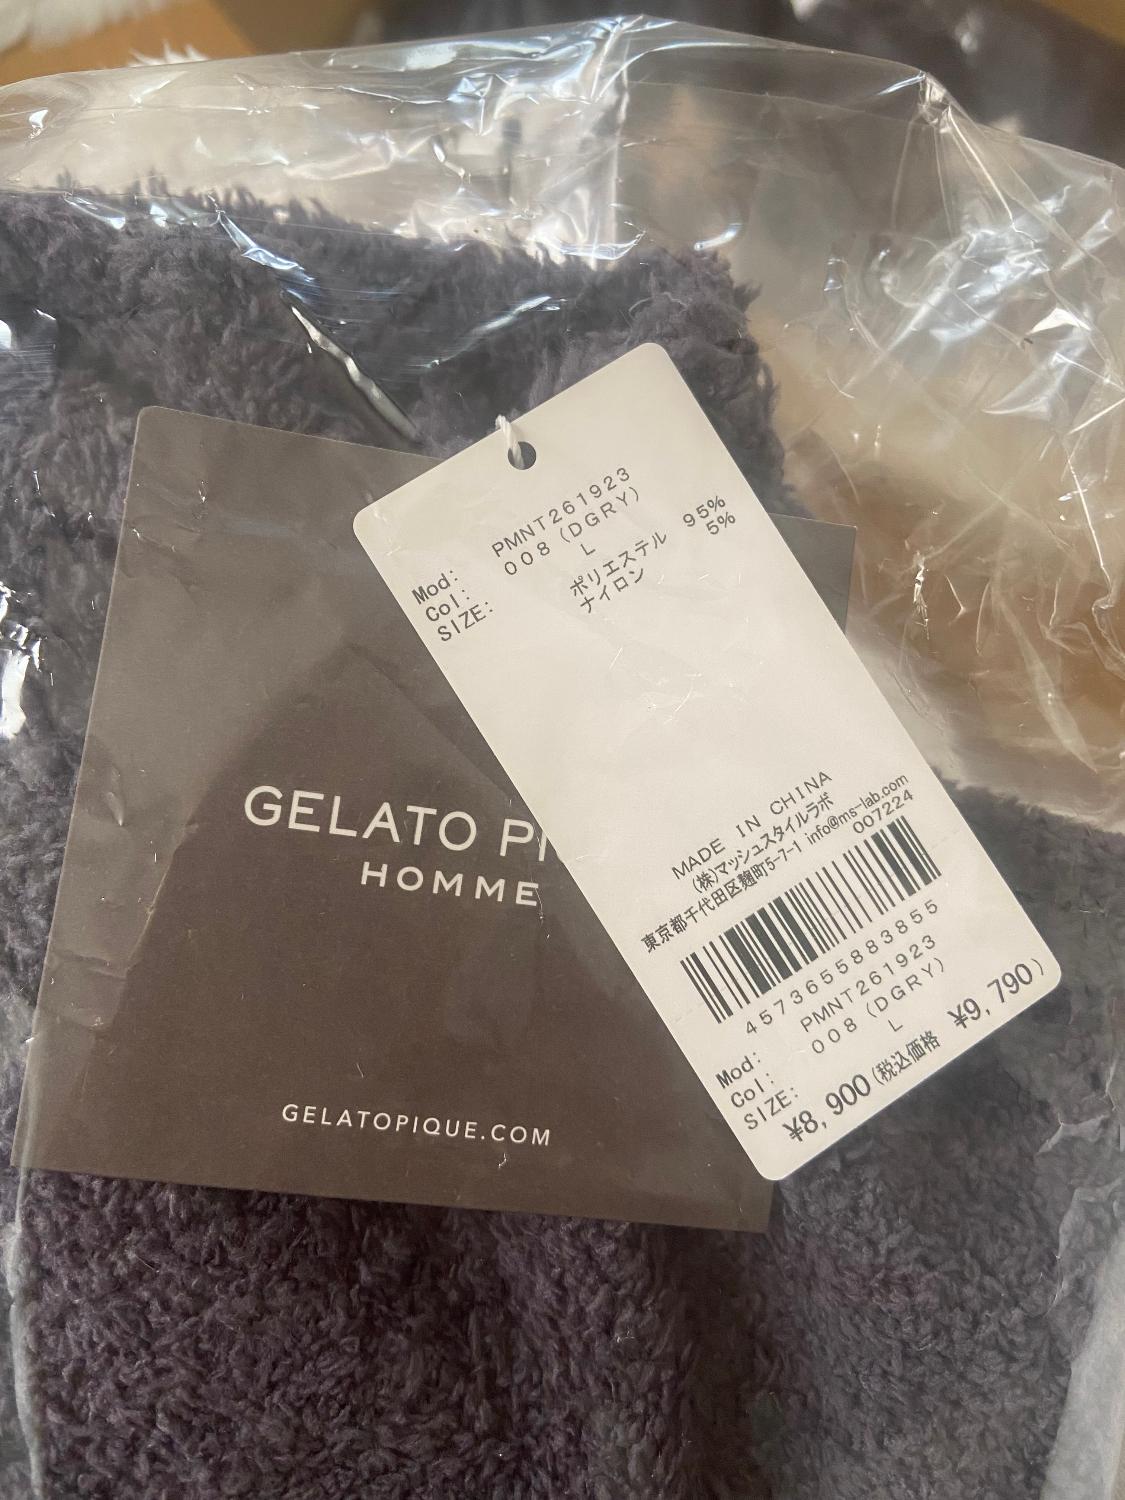 GELATO PI
HOMME
GELATOPIQUE.COM
Mod: PMNT261923
Col: 008 (DGRY)
SIZE: L
ポリエステル 95%
ナイロン 5%
MADE IN CHINA
(株)マッシュスタイルラボ
東京都千代田区麹町5-7-1 info@ms-lab.com
007224
4573655883855
Mod: PMNT261923
Col: 008 (DGRY)
SIZE: L
¥8,900(税込価格 ¥9,790)